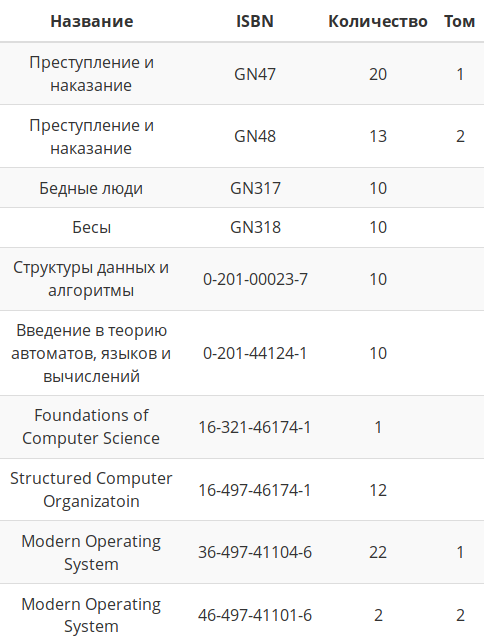 Название ISBN Количество Том
Преступление и
наказание
GN47 20 1
Преступление и
наказание
GN48 13 2
Бедные люди GN317 10
Бесы GN318 10
Структуры данных и
алгоритмы
0-201-00023-7 10
Введение в теорию
автоматов, языков и
вычислений
0-201-44124-1 10
Foundations of
Computer Science
16-321-46174-1 1
Structured Computer
Organizatoin
16-497-46174-1 12
Modern Operating
System
36-497-41104-6 22 1
Modern Operating
System
46-497-41101-6 2 2